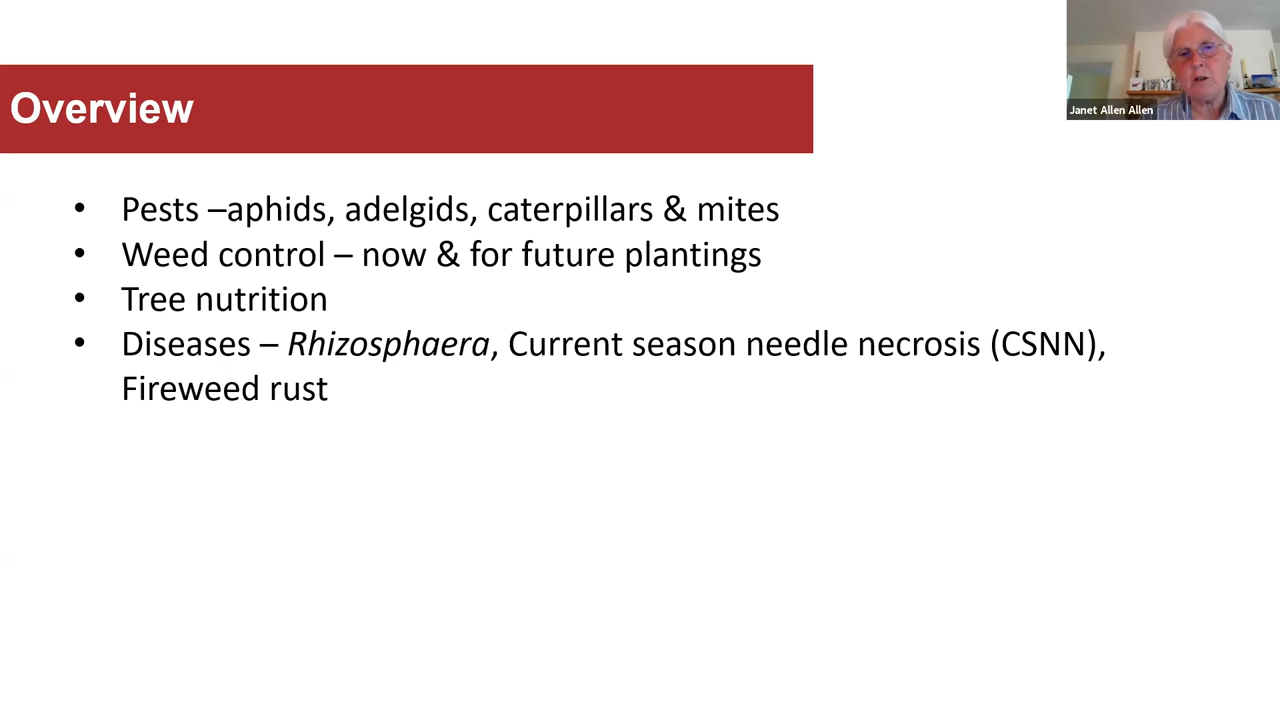 Overview
Janet Allen Allen
• Pests –aphids, adelgids, caterpillars & mites
• Weed control – now & for future plantings
• Tree nutrition
• Diseases – Rhizosphaera, Current season needle necrosis (CSNN),
Fireweed rust